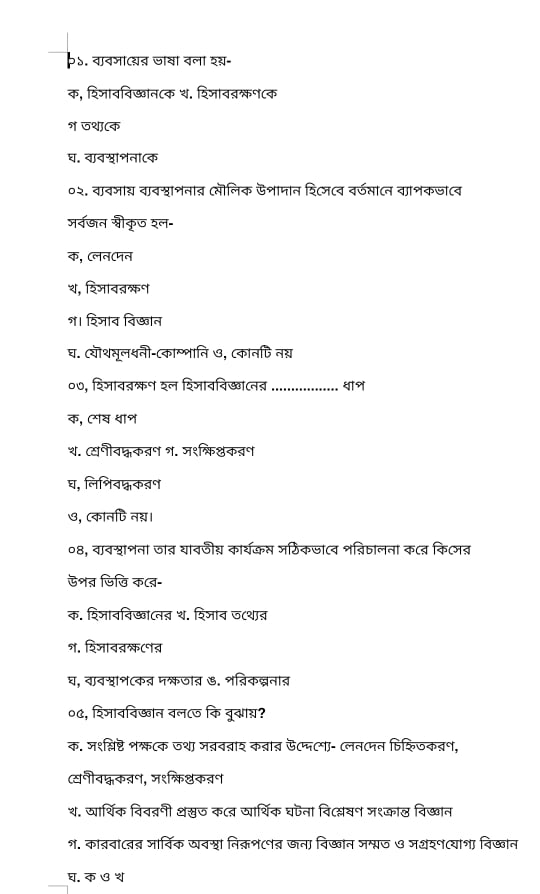 ০১. ব্যবসায়ের ভাষা বলা হয়-
ক, হিসাববিজ্ঞানকে খ. হিসাবরক্ষণকে
গ তথ্যকে
ঘ. ব্যবস্থাপনাকে
০২. ব্যবসায় ব্যবস্থাপনার মৌলিক উপাদান হিসেবে বর্তমানে ব্যাপকভাবে
সর্বজন স্বীকৃত হল-
ক, লেনদেন
খ, হিসাবরক্ষণ
গ। হিসাব বিজ্ঞান
ঘ. যৌথমূলধনী-কোম্পানি ও, কোনটি নয়
০৩, হিসাবরক্ষণ হল হিসাববিজ্ঞানের ................. ধাপ
ক, শেষ ধাপ
খ. শ্রেণীবদ্ধকরণ গ. সংক্ষিপ্তকরণ
ঘ, লিপিবদ্ধকরণ
ও, কোনটি নয়।
০৪, ব্যবস্থাপনা তার যাবতীয় কার্যক্রম সঠিকভাবে পরিচালনা করে কিসের
উপর ভিত্তি করে-
ক. হিসাববিজ্ঞানের খ. হিসাব তথ্যের
গ. হিসাবরক্ষণের
ঘ, ব্যবস্থাপকের দক্ষতার ঙ. পরিকল্পনার
০৫, হিসাববিজ্ঞান বলতে কি বুঝায়?
ক. সংশ্লিষ্ট পক্ষকে তথ্য সরবরাহ করার উদ্দেশ্যে- লেনদেন চিহ্নিতকরণ,
শ্রেণীবদ্ধকরণ, সংক্ষিপ্তকরণ
খ. আর্থিক বিবরণী প্রস্তুত করে আর্থিক ঘটনা বিশ্লেষণ সংক্রান্ত বিজ্ঞান
গ. কারবারের সার্বিক অবস্থা নিরূপণের জন্য বিজ্ঞান সম্মত ও সগ্রহণযোগ্য বিজ্ঞান
ঘ. ক ও খ